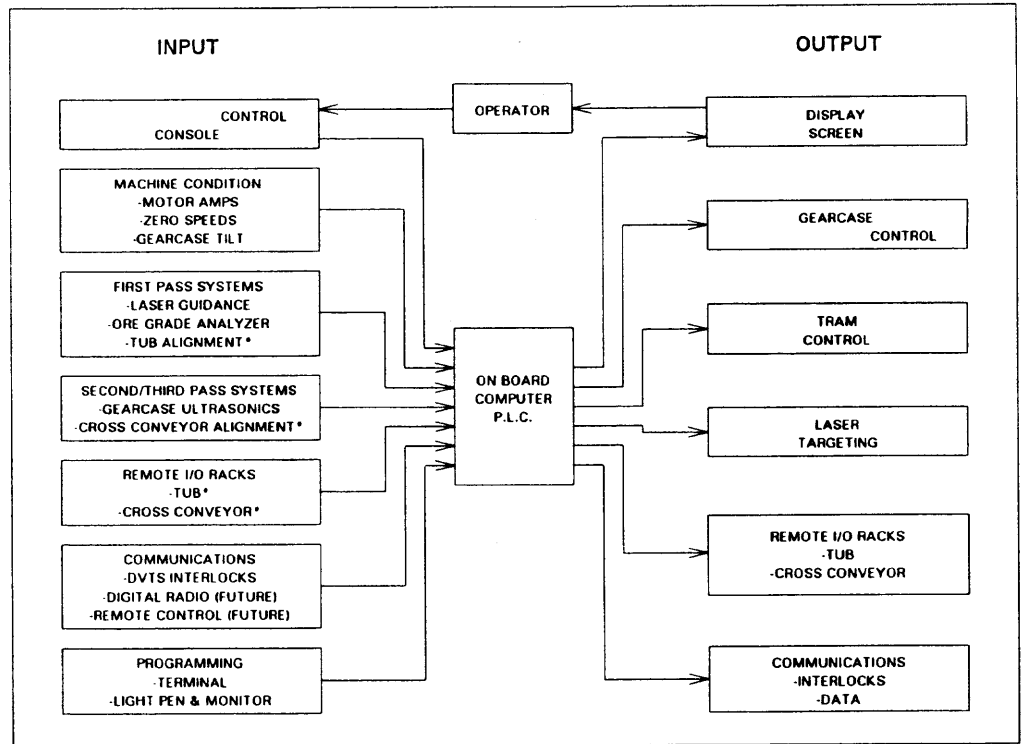 INPUT
OUTPUT
CONTROL
CONSOLE
OPERATOR
DISPLAY
SCREEN
MACHINE CONDITION
-MOTOR AMPS
-ZERO SPEEDS
-GEARCASE TILT
GEARCASE
CONTROL
FIRST PASS SYSTEMS
-LASER GUIDANCE
-ORE GRADE ANALYZER
-TUB ALIGNMENT*
TRAM
CONTROL
ON BOARD
COMPUTER
P.L.C.
SECOND/THIRD PASS SYSTEMS
-GEARCASE ULTRASONICS
-CROSS CONVEYOR ALIGNMENT*
LASER
TARGETING
REMOTE I/O RACKS
-TUB*
-CROSS CONVEYOR*
REMOTE I/O RACKS
-TUB
-CROSS CONVEYOR
COMMUNICATIONS
-DVTS INTERLOCKS
-DIGITAL RADIO (FUTURE)
-REMOTE CONTROL (FUTURE)
PROGRAMMING
-TERMINAL
-LIGHT PEN & MONITOR
COMMUNICATIONS
-INTERLOCKS
-DATA